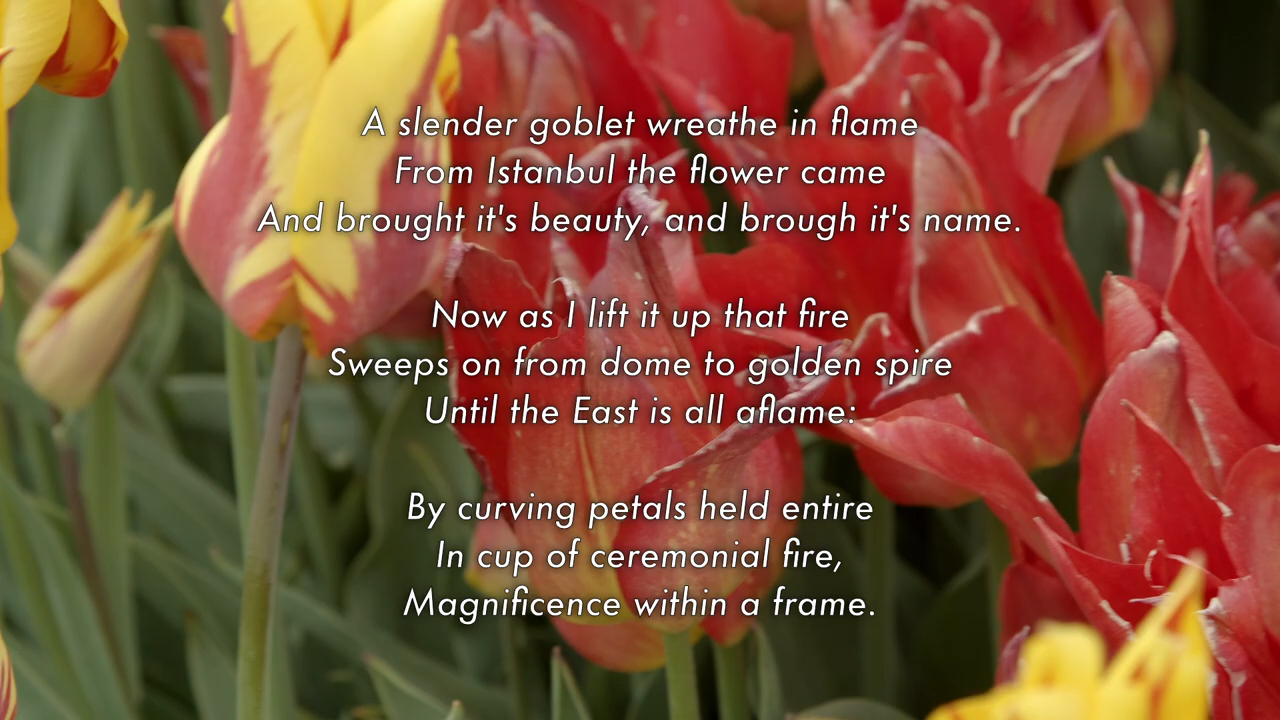 A slender goblet wreathe in flame
From Istanbul the flower came
And brought it's beauty, and brough it's name.
Now as I lift it up that fire
Sweeps on from dome to golden spire
Until the East is all aflame:
By curving petals held entire
In cup of ceremonial fire,
Magnificence within a frame.